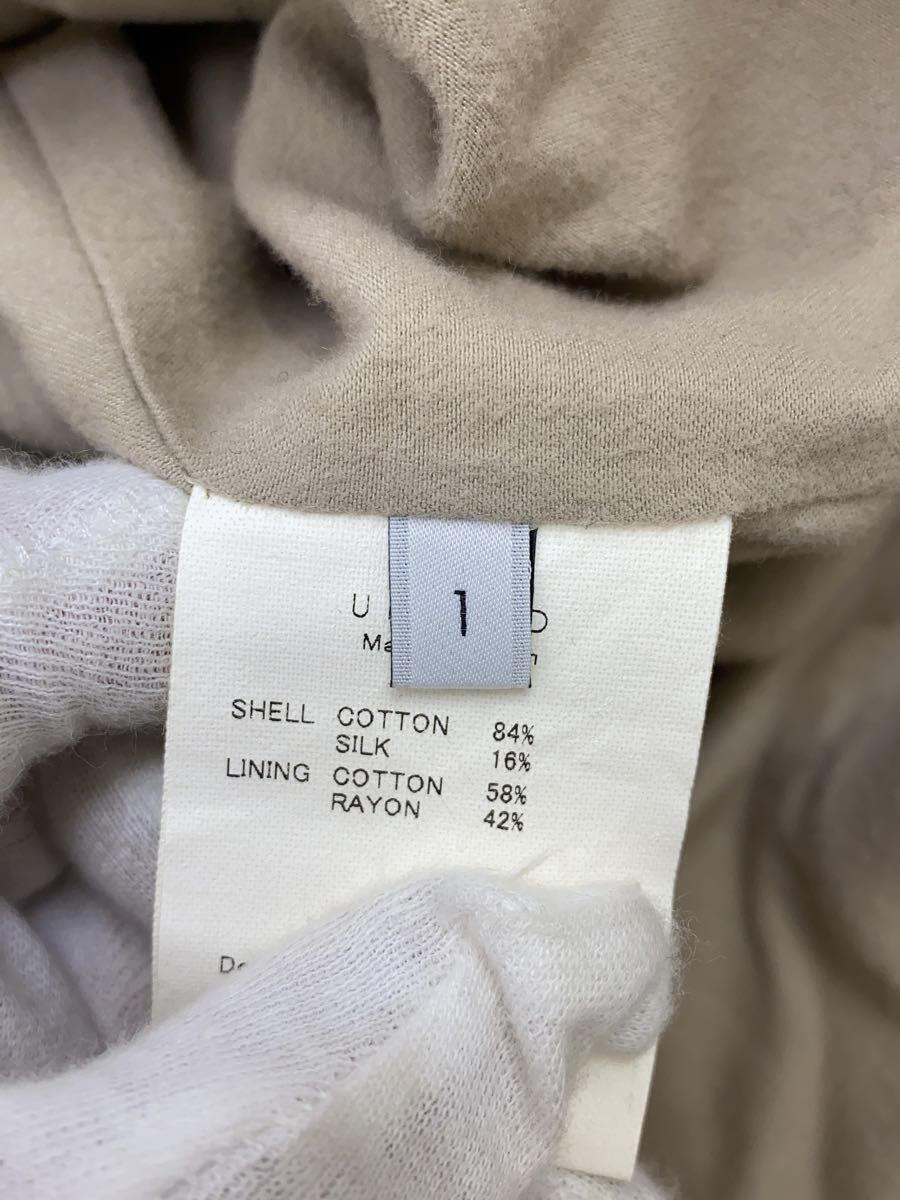 1
SHELL COTTON 84%
SILK 16%
LINING COTTON 58%
RAYON 42%